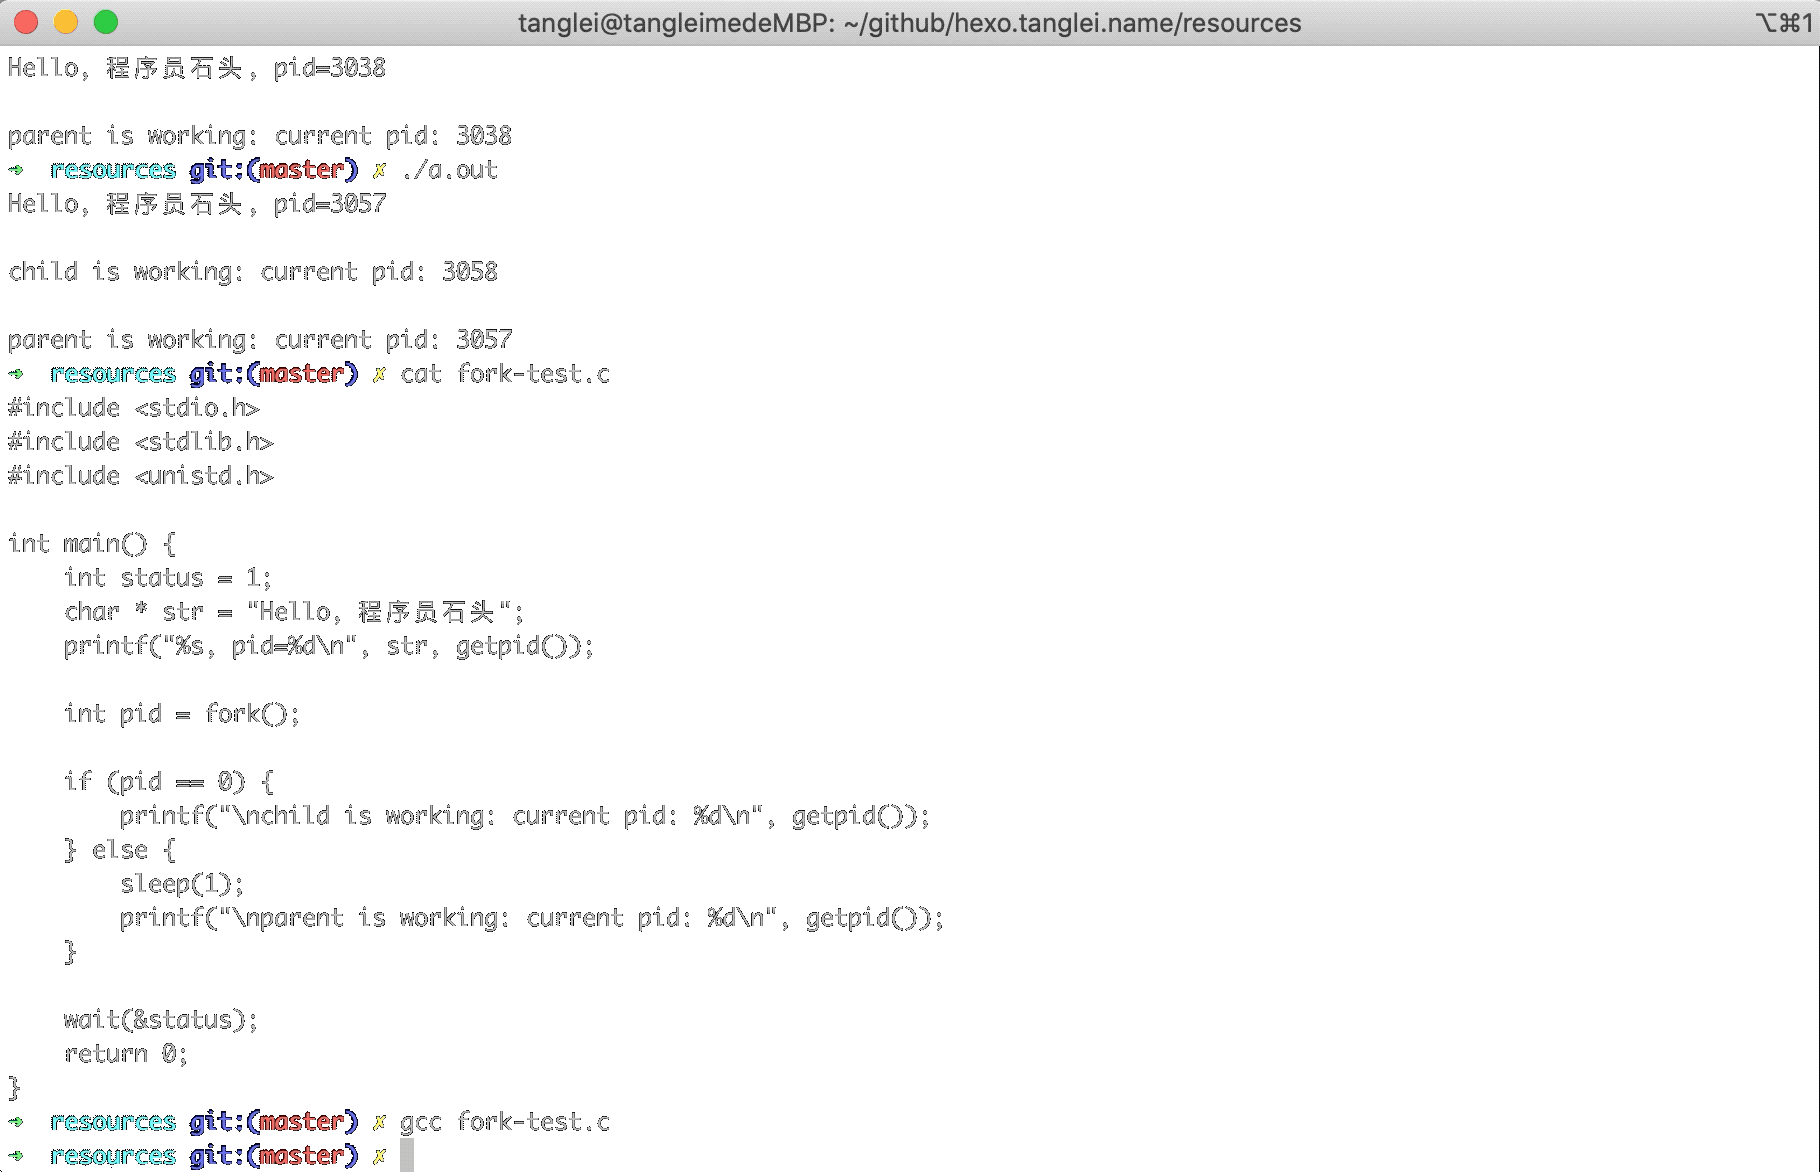 tanglei@tangleimedeMBP: ~/github/hexo.tanglei.name/resources ⌥⌘1
Hello, 程序员石头, pid=3038
parent is working: current pid: 3038
➜ resources git:(master) ✗ ./a.out
Hello, 程序员石头, pid=3057
child is working: current pid: 3058
parent is working: current pid: 3057
➜ resources git:(master) ✗ cat fork-test.c
#include <stdio.h>
#include <stdlib.h>
#include <unistd.h>
int main() {
    int status = 1;
    char * str = "Hello, 程序员石头";
    printf("%s, pid=%d\n", str, getpid());
    int pid = fork();
    if (pid == 0) {
        printf("\nchild is working: current pid: %d\n", getpid());
    } else {
        sleep(1);
        printf("\nparent is working: current pid: %d\n", getpid());
    }
    wait(&status);
    return 0;
}
➜ resources git:(master) ✗ gcc fork-test.c
➜ resources git:(master) ✗